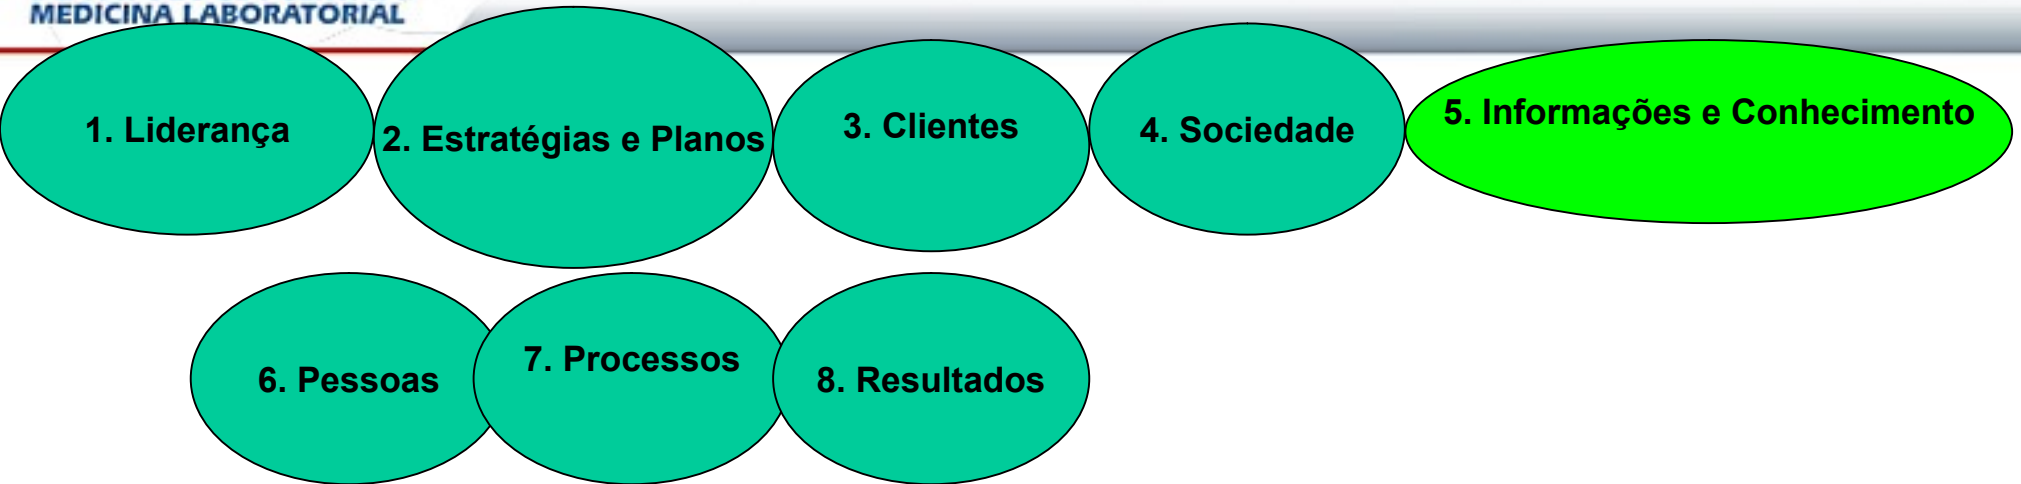 MEDICINA LABORATORIAL
1. Liderança
2. Estratégias e Planos
3. Clientes
4. Sociedade
5. Informações e Conhecimento
6. Pessoas
7. Processos
8. Resultados